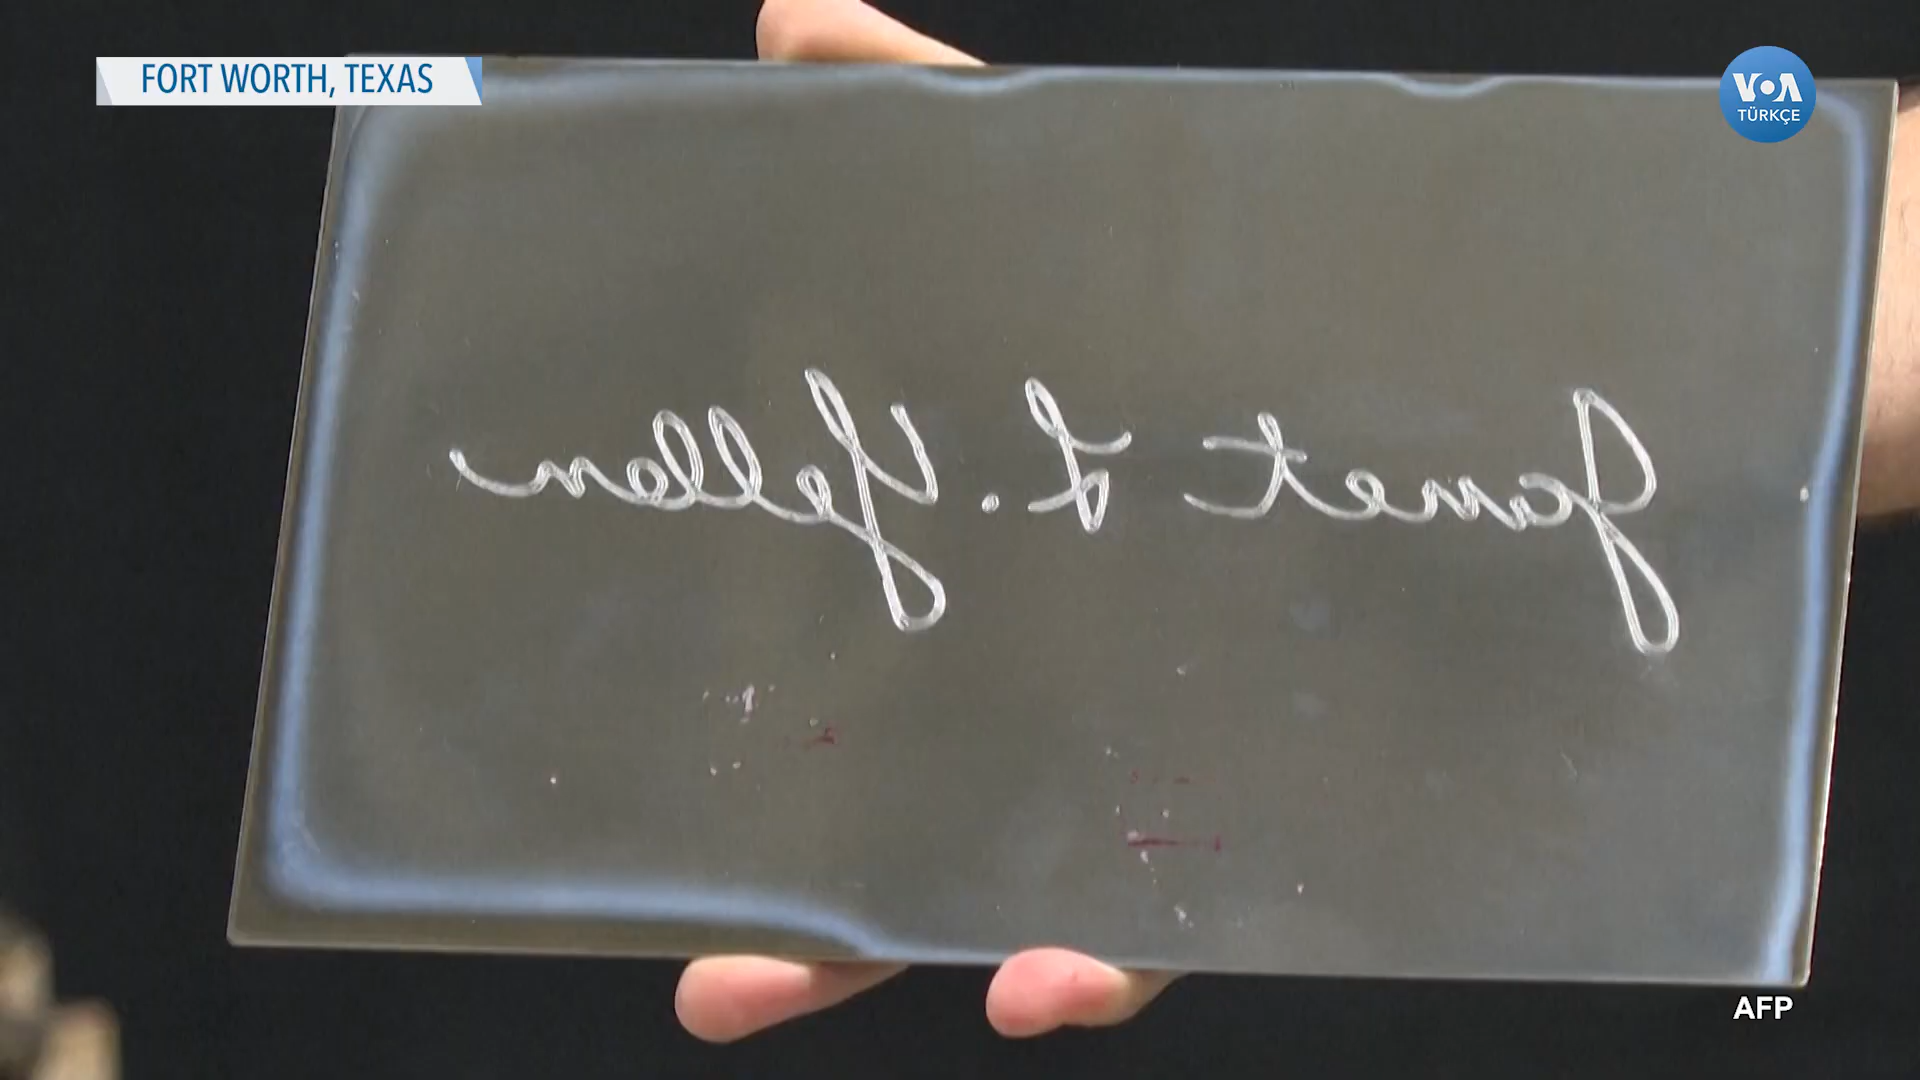 FORT WORTH, TEXAS
VOA
TÜRKÇE
Janet L. Yellen
AFP